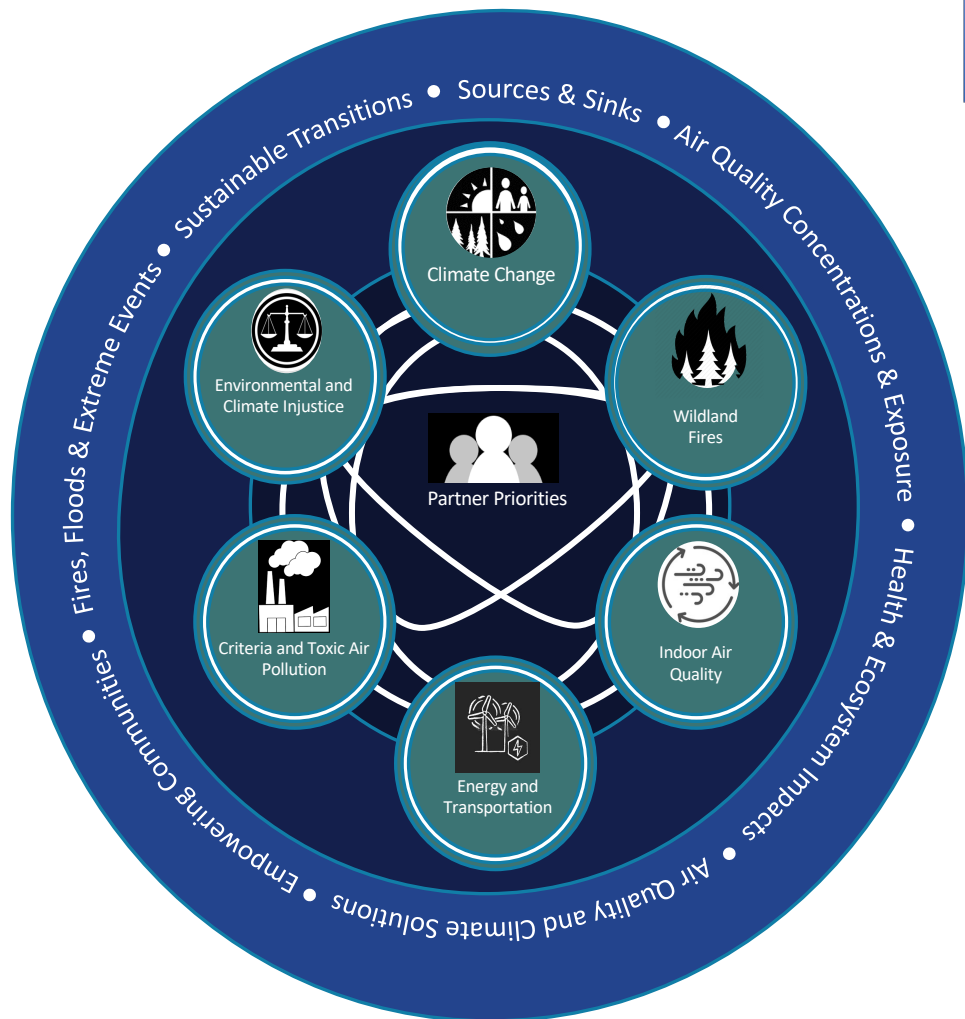 Sustainable Transitions • Sources & Sinks • Air Quality Concentrations & Exposure • Health & Ecosystem Impacts • Air Quality and Climate Solutions • Empowering Communities • Fires, Floods & Extreme Events •
Climate Change
Environmental and
Climate Injustice
Wildland
Fires
Partner Priorities
Criteria and Toxic Air
Pollution
Indoor Air
Quality
Energy and
Transportation